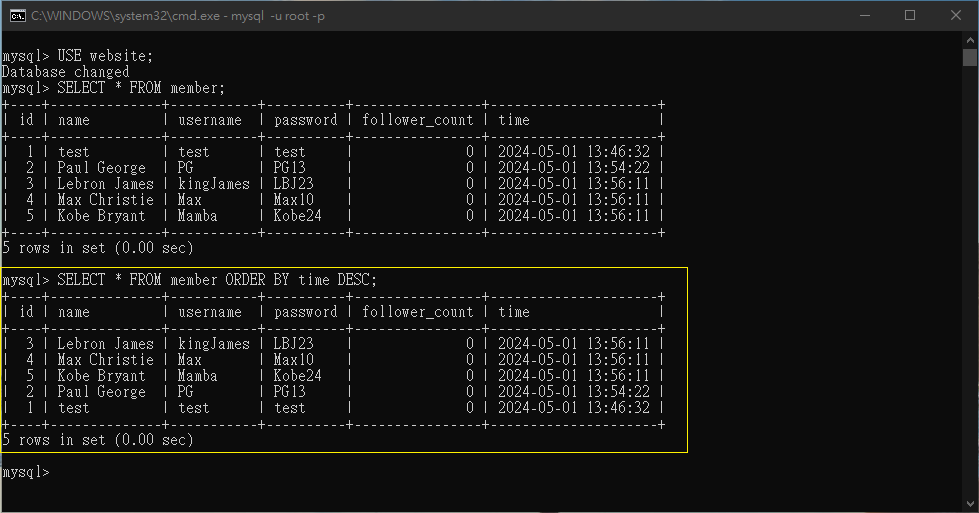 C:\WINDOWS\system32\cmd.exe - mysql  -u root -p
mysql> USE website;
Database changed
mysql> SELECT * FROM member;
+----+--------------+-----------+----------+----------------+---------------------+
| id | name         | username  | password | follower_count | time                |
+----+--------------+-----------+----------+----------------+---------------------+
|  1 | test         | test      | test     |              0 | 2024-05-01 13:46:32 |
|  2 | Paul George  | PG        | PG13     |              0 | 2024-05-01 13:54:22 |
|  3 | Lebron James | kingJames | LBJ23    |              0 | 2024-05-01 13:56:11 |
|  4 | Max Christie | Max       | Max10    |              0 | 2024-05-01 13:56:11 |
|  5 | Kobe Bryant  | Mamba     | Kobe24   |              0 | 2024-05-01 13:56:11 |
+----+--------------+-----------+----------+----------------+---------------------+
5 rows in set (0.00 sec)
mysql> SELECT * FROM member ORDER BY time DESC;
+----+--------------+-----------+----------+----------------+---------------------+
| id | name         | username  | password | follower_count | time                |
+----+--------------+-----------+----------+----------------+---------------------+
|  3 | Lebron James | kingJames | LBJ23    |              0 | 2024-05-01 13:56:11 |
|  4 | Max Christie | Max       | Max10    |              0 | 2024-05-01 13:56:11 |
|  5 | Kobe Bryant  | Mamba     | Kobe24   |              0 | 2024-05-01 13:56:11 |
|  2 | Paul George  | PG        | PG13     |              0 | 2024-05-01 13:54:22 |
|  1 | test         | test      | test     |              0 | 2024-05-01 13:46:32 |
+----+--------------+-----------+----------+----------------+---------------------+
5 rows in set (0.00 sec)
mysql>